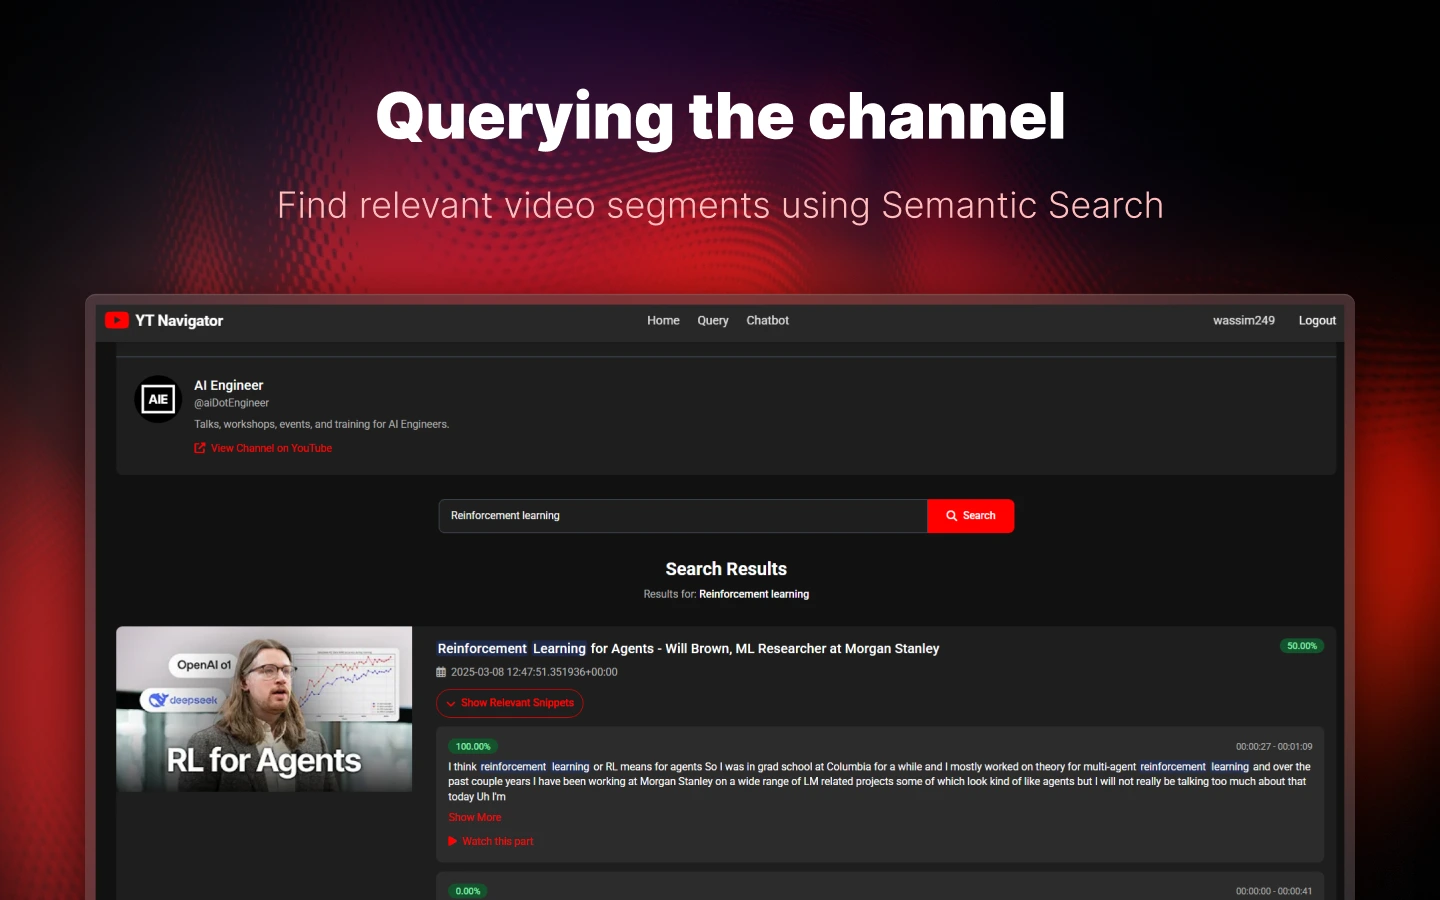 Querying the channel
Find relevant video segments using Semantic Search
YT Navigator
Home Query Chatbot
wassim249 Logout
AIE
AI Engineer
@aiDotEngineer
Talks, workshops, events, and training for AI Engineers.
View Channel on YouTube
Reinforcement learning
Search
Search Results
Results for: Reinforcement learning
OpenAI o1
deepseek
RL for Agents
Reinforcement Learning for Agents - Will Brown, ML Researcher at Morgan Stanley
50.00%
2025-03-08 12:47:51.351936+00:00
Show Relevant Snippets
100.00%
00:00:27 - 00:01:09
I think reinforcement learning or RL means for agents So I was in grad school at Columbia for a while and I mostly worked on theory for multi-agent reinforcement learning and over the
past couple years I have been working at Morgan Stanley on a wide range of LM related projects some of which look kind of like agents but I will not really be talking too much about that
today Uh I'm
Show More
Watch this part
0.00%
00:00:00 - 00:00:41